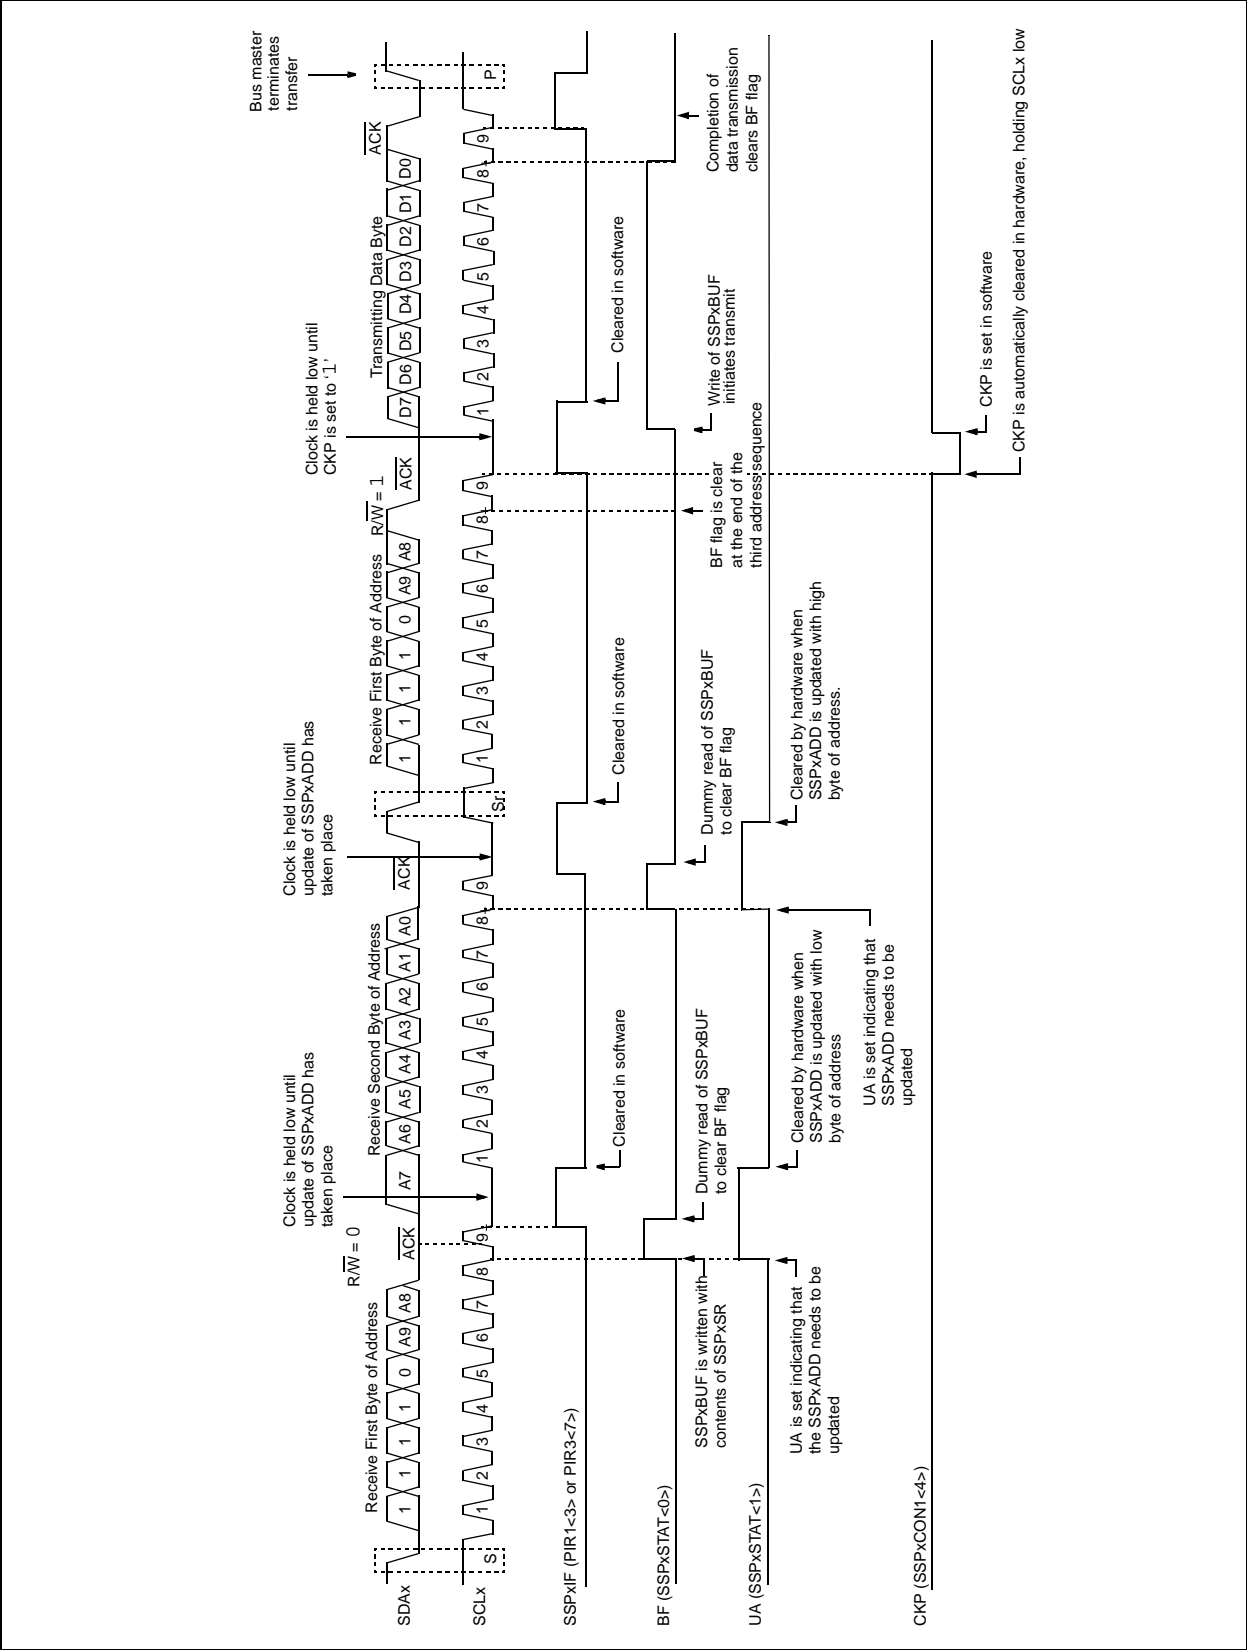 Bus master
terminates
transfer
Clock is held low until
CKP is set to ‘1’
Clock is held low until
update of SSPxADD has
taken place
Clock is held low until
update of SSPxADD has
taken place
R/W = 0
R/W = 1
Receive First Byte of Address
Receive Second Byte of Address
Receive First Byte of Address
Transmitting Data Byte
SDAx
1 1 1 1 0 A9 A8 ACK
A7 A6 A5 A4 A3 A2 A1 A0 ACK
1 1 1 1 0 A9 A8 ACK
D7 D6 D5 D4 D3 D2 D1 D0 ACK
SCLx
S 1 2 3 4 5 6 7 8 9
1 2 3 4 5 6 7 8 9
Sr 1 2 3 4 5 6 7 8 9
1 2 3 4 5 6 7 8 9 P
SSPxIF (PIR1<3> or PIR3<7>)
Cleared in software
Cleared in software
Cleared in software
BF (SSPxSTAT<0>)
SSPxBUF is written with
contents of SSPxSR
Dummy read of SSPxBUF
to clear BF flag
Dummy read of SSPxBUF
to clear BF flag
BF flag is clear
at the end of the
third address sequence
Write of SSPxBUF
initiates transmit
Completion of
data transmission
clears BF flag
UA (SSPxSTAT<1>)
UA is set indicating that
the SSPxADD needs to be
updated
Cleared by hardware when
SSPxADD is updated with low
byte of address
UA is set indicating that
SSPxADD needs to be
updated
Cleared by hardware when
SSPxADD is updated with high
byte of address.
CKP (SSPxCON1<4>)
CKP is set in software
CKP is automatically cleared in hardware, holding SCLx low